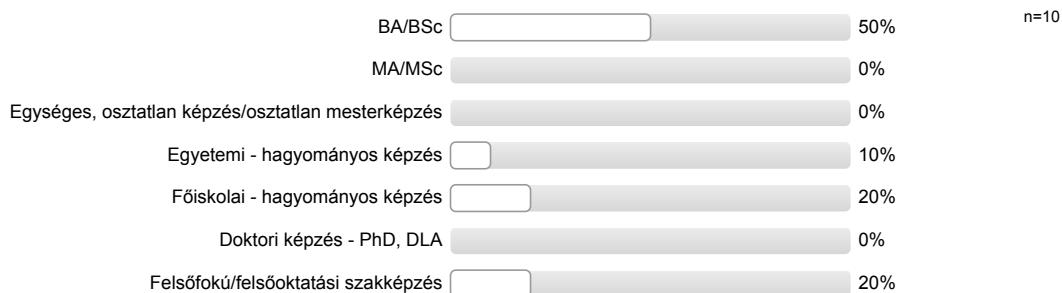 n=10
BA/BSc 50%
MA/MSc 0%
Egységes, osztatlan képzés/osztatlan mesterképzés 0%
Egyetemi - hagyományos képzés 10%
Főiskolai - hagyományos képzés 20%
Doktori képzés - PhD, DLA 0%
Felsőfokú/felsőoktatási szakképzés 20%